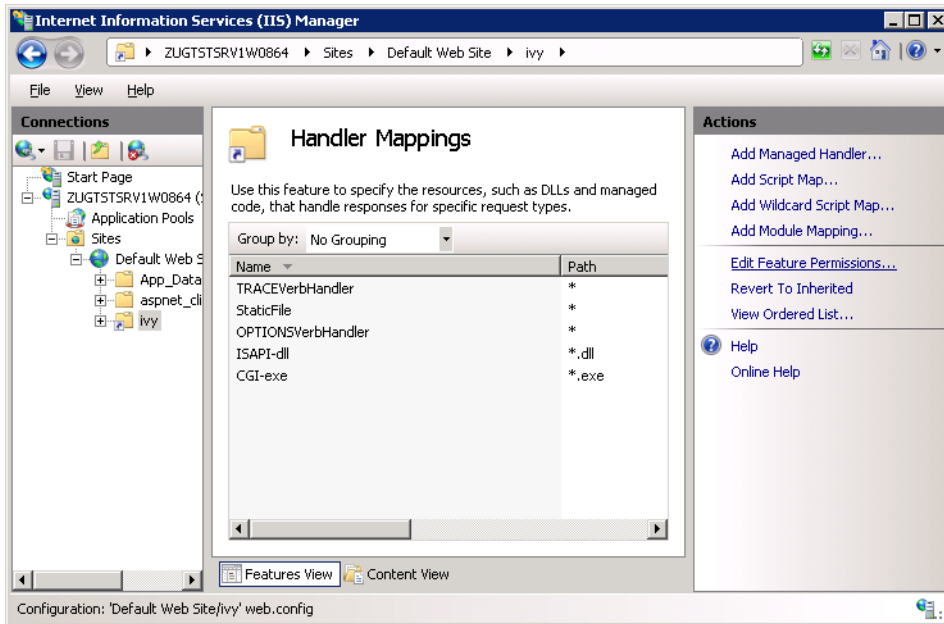 Internet Information Services (IIS) Manager
ZUGTSTSRV1W0864 Sites Default Web Site ivy
File View Help
Connections
Start Page
ZUGTSTSRV1W0864 (
Application Pools
Sites
Default Web S
App_Data
aspnet_cli
ivy
Handler Mappings
Use this feature to specify the resources, such as DLLs and managed
code, that handle responses for specific request types.
Group by: No Grouping
Name Path
TRACEVerbHandler *
StaticFile *
OPTIONSVerbHandler *
ISAPI-dll *.dll
CGI-exe *.exe
Features View Content View
Actions
Add Managed Handler...
Add Script Map...
Add Wildcard Script Map...
Add Module Mapping...
Edit Feature Permissions...
Revert To Inherited
View Ordered List...
Help
Online Help
Configuration: 'Default Web Site/ivy' web.config